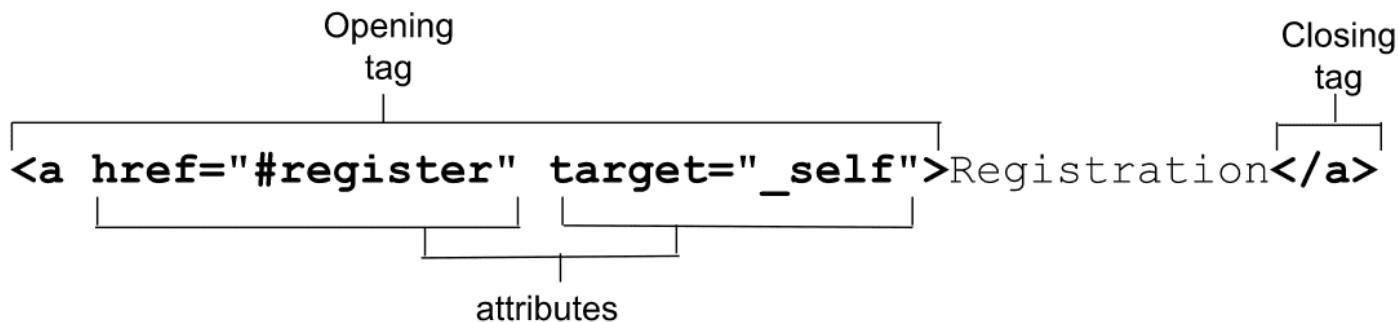 Opening
tag
Closing
tag
<a href="#register" target="_self">Registration</a>
attributes